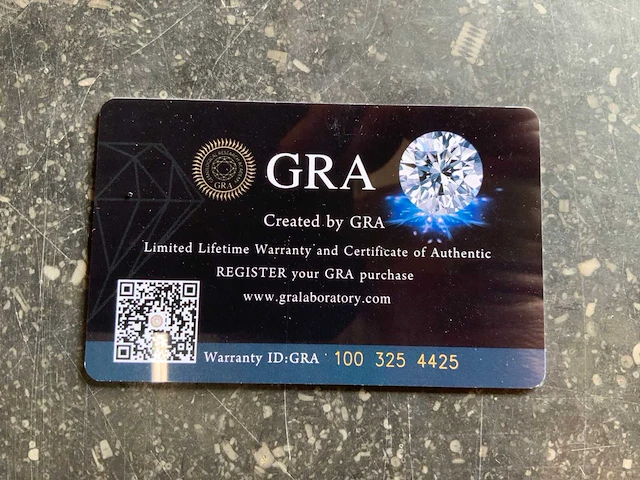 GRA
GRA
Created by GRA
Limited Lifetime Warranty and Certificate of Authentic
REGISTER your GRA purchase
www.gralaboratory.com
Warranty ID:GRA 100 325 4425